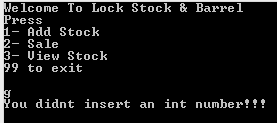 Welcome To Lock Stock & Barrel
Press
1- Add Stock
2- Sale
3- View Stock
99 to exit
g
You didnt insert an int number!!!